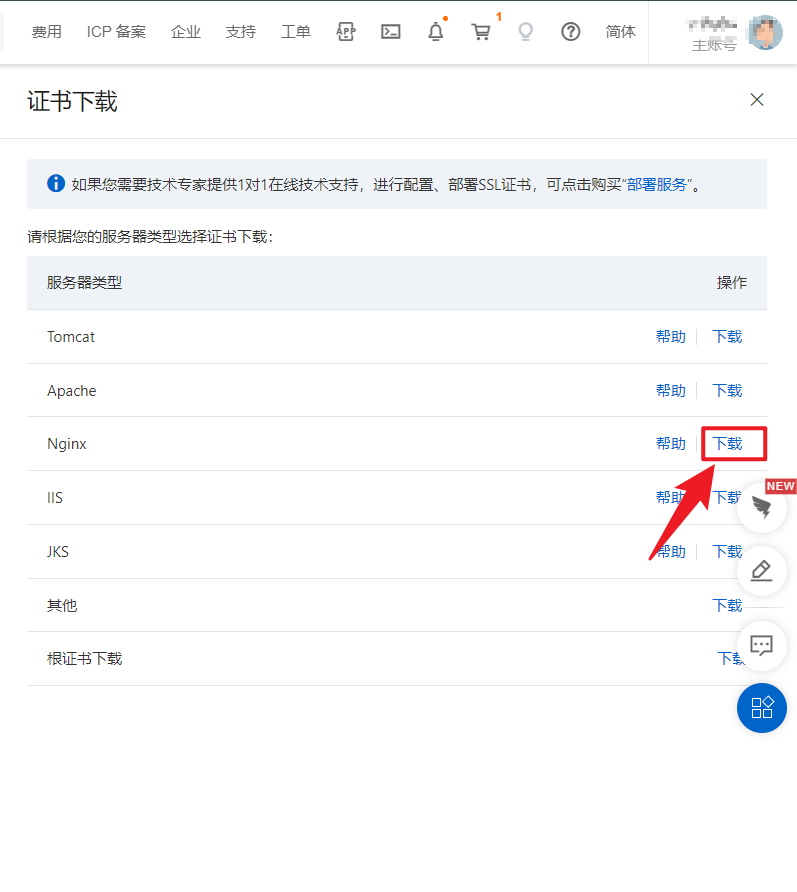 费用 ICP 备案 企业 支持 工单 APP 1 简体
主账号
证书下载
如果您需要技术专家提供1对1在线技术支持，进行配置、部署SSL证书，可点击购买“部署服务”。
请根据您的服务器类型选择证书下载：
服务器类型 操作
Tomcat 帮助 下载
Apache 帮助 下载
Nginx 帮助 下载
NEW
IIS 帮助 下载
JKS 帮助 下载
其他 下载
根证书下载 下载